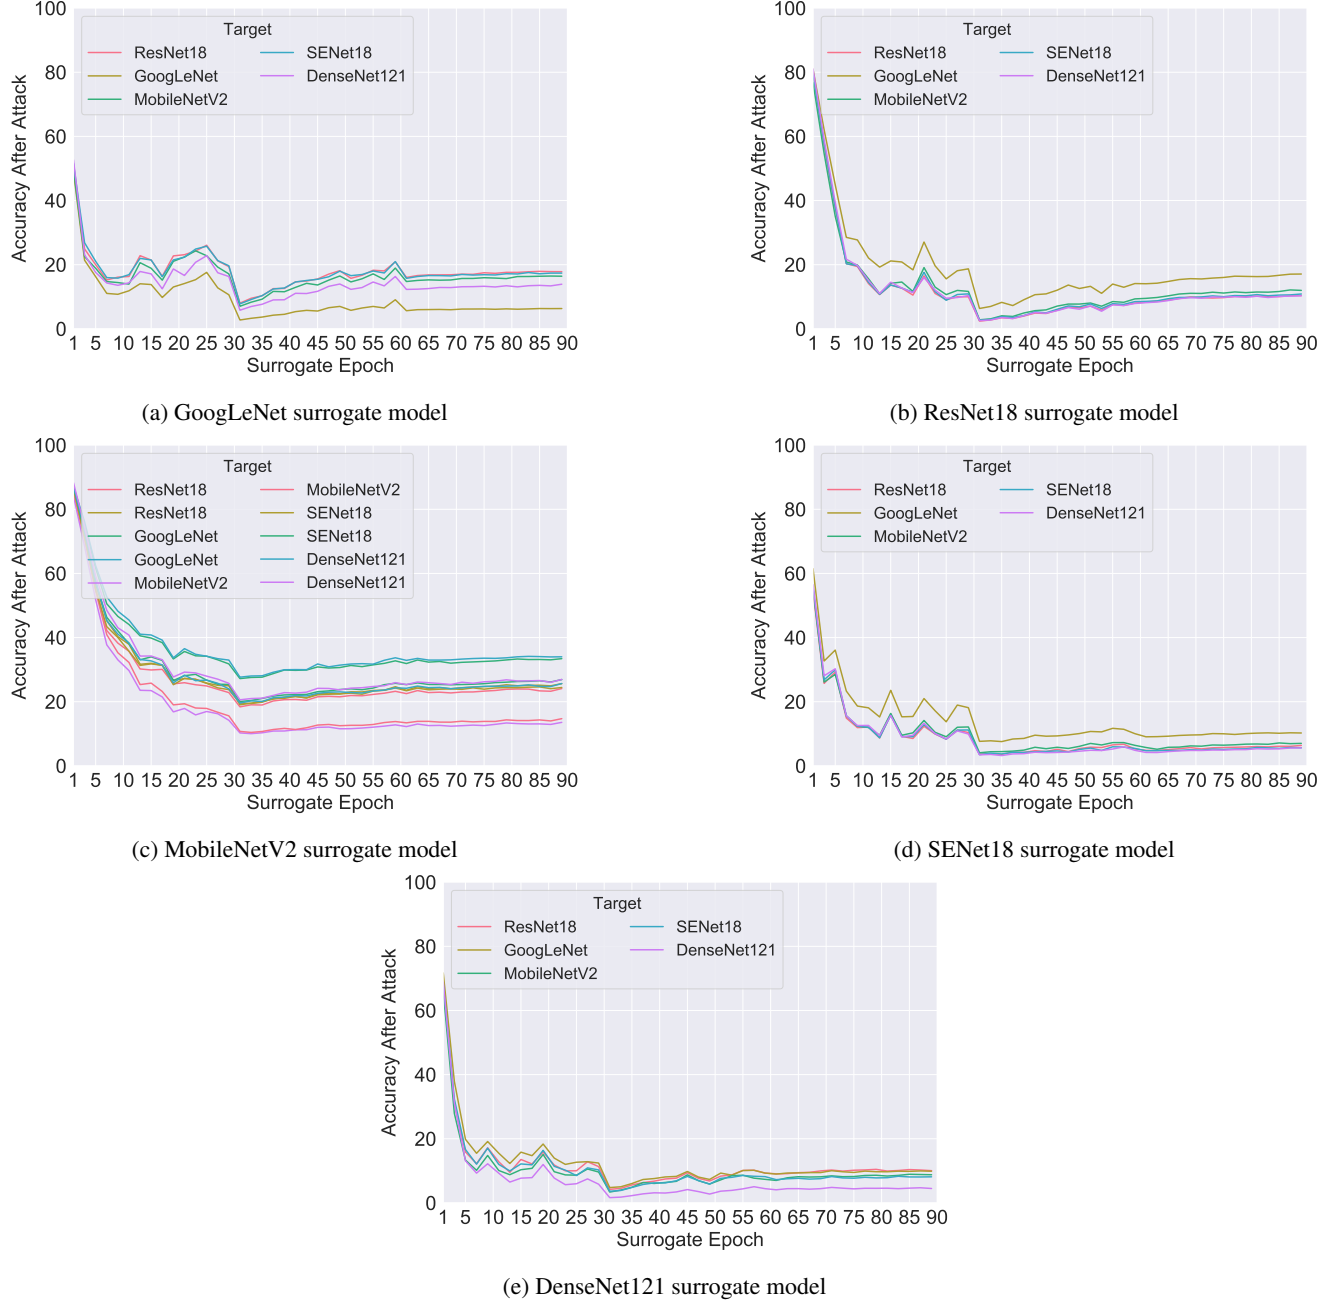 100
80
60
40
20
0
Accuracy After Attack
Target
ResNet18 SENet18
GoogLeNet DenseNet121
MobileNetV2
1 5 10 15 20 25 30 35 40 45 50 55 60 65 70 75 80 85 90
Surrogate Epoch
(a) GoogLeNet surrogate model
100
80
60
40
20
0
Accuracy After Attack
Target
ResNet18 SENet18
GoogLeNet DenseNet121
MobileNetV2
1 5 10 15 20 25 30 35 40 45 50 55 60 65 70 75 80 85 90
Surrogate Epoch
(b) ResNet18 surrogate model
100
80
60
40
20
0
Accuracy After Attack
Target
ResNet18 MobileNetV2
ResNet18 SENet18
GoogLeNet SENet18
GoogLeNet DenseNet121
MobileNetV2 DenseNet121
1 5 10 15 20 25 30 35 40 45 50 55 60 65 70 75 80 85 90
Surrogate Epoch
(c) MobileNetV2 surrogate model
100
80
60
40
20
0
Accuracy After Attack
Target
ResNet18 SENet18
GoogLeNet DenseNet121
MobileNetV2
1 5 10 15 20 25 30 35 40 45 50 55 60 65 70 75 80 85 90
Surrogate Epoch
(d) SENet18 surrogate model
100
80
60
40
20
0
Accuracy After Attack
Target
ResNet18 SENet18
GoogLeNet DenseNet121
MobileNetV2
1 5 10 15 20 25 30 35 40 45 50 55 60 65 70 75 80 85 90
Surrogate Epoch
(e) DenseNet121 surrogate model